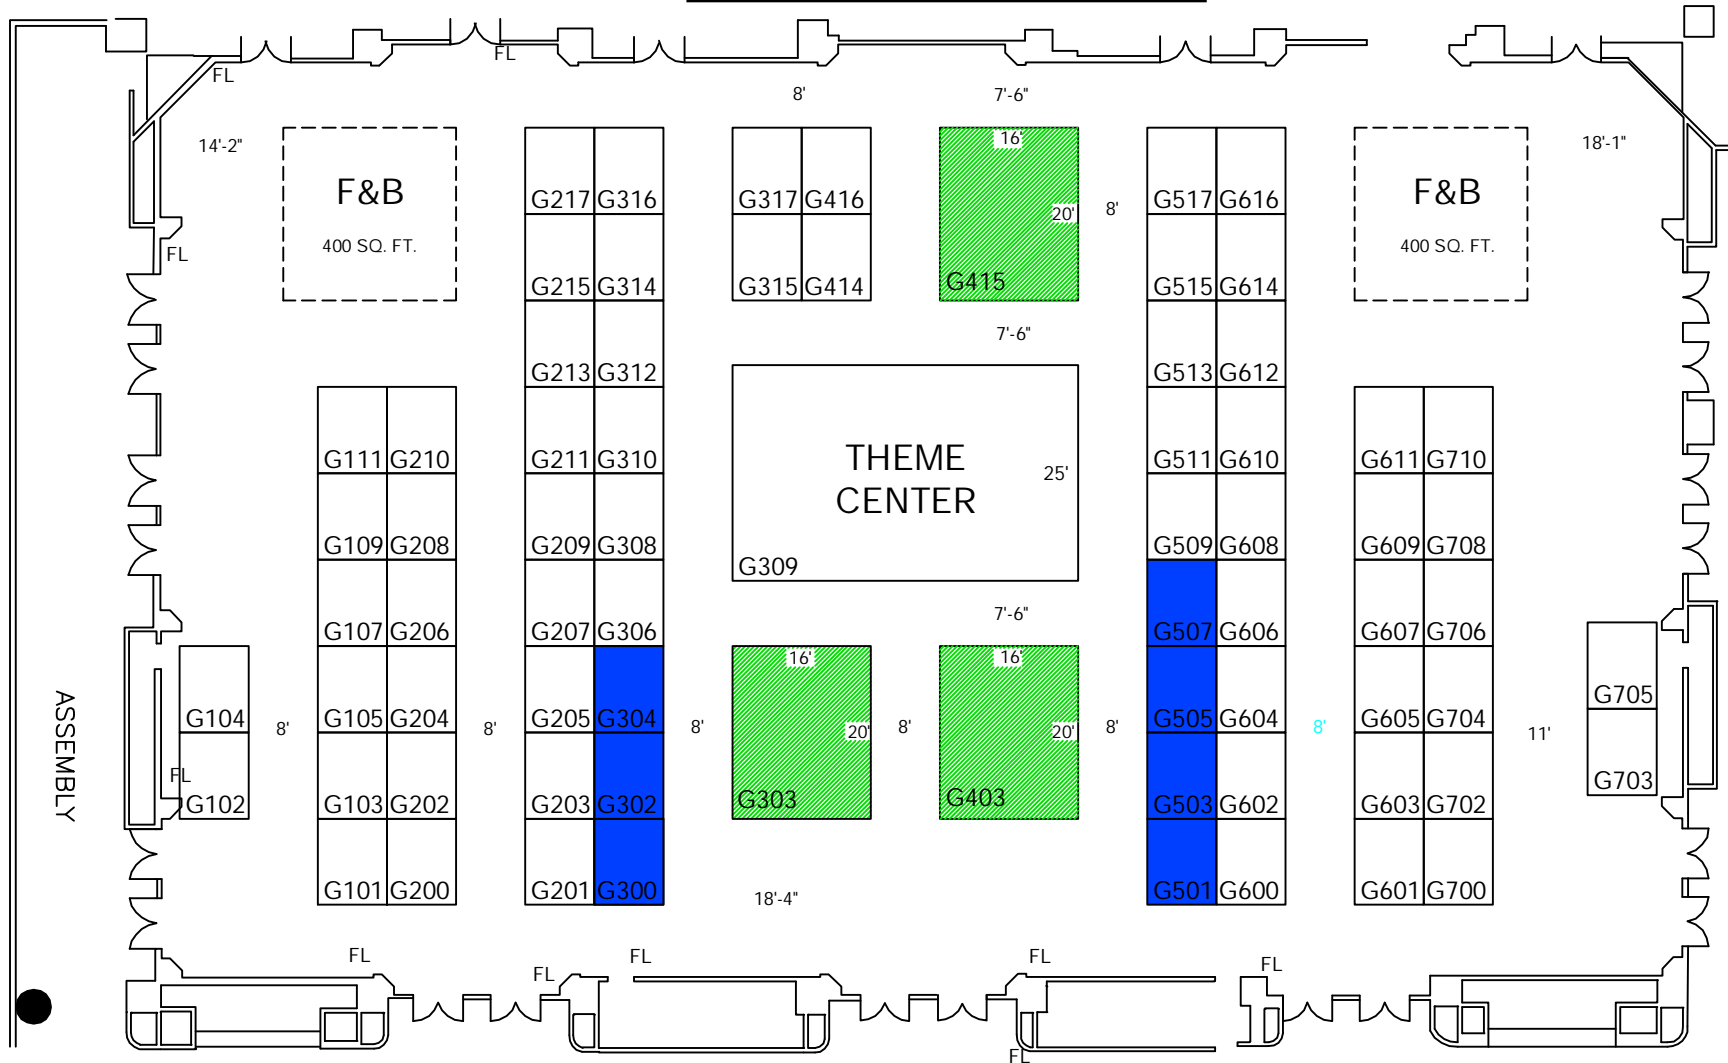 FL
FL
8'
7'-6"
14'-2"
16'
18'-1"
F&B
F&B
G217 G316
G317 G416
20'
8'
G517 G616
400 SQ. FT.
400 SQ. FT.
FL
G215 G314
G315 G414
G415
G515 G614
7'-6"
G213 G312
G513 G612
THEME
CENTER
25'
G111 G210
G211 G310
G511 G610
G611 G710
G109 G208
G209 G308
G509 G608
G609 G708
G309
7'-6"
G107 G206
G207 G306
G507 G606
G607 G706
16'
16'
G705
G104
8'
G105 G204
8'
G205 G304
8'
20'
8'
20'
8'
G505 G604
8'
G605 G704
11'
ASSEMBLY
FL
G703
G102
G103 G202
G203 G302
G303
G403
G503 G602
G603 G702
G101 G200
G201 G300
18'-4"
G501 G600
G601 G700
FL
FL
FL
FL
FL
FL